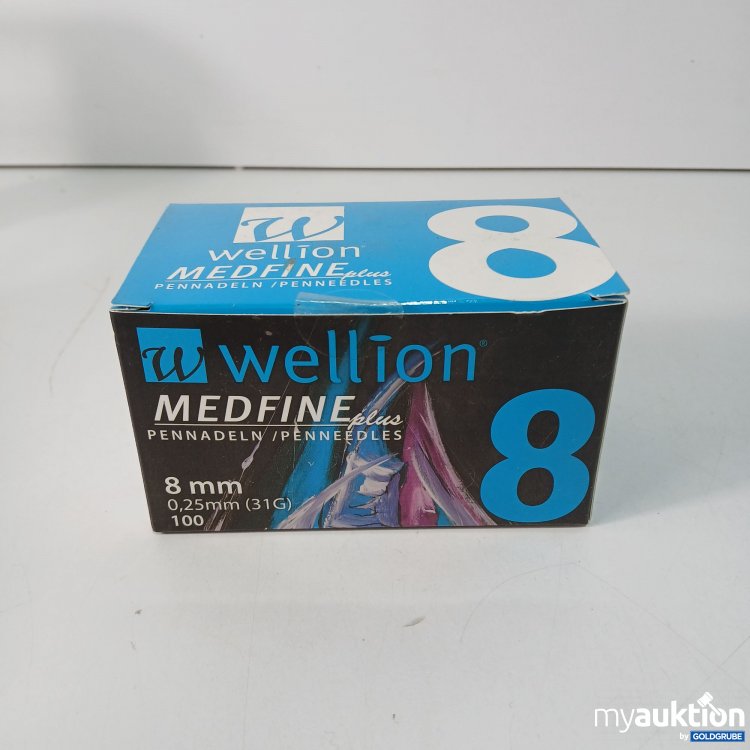 w
wellion
MEDFINE plus
PENNADELN /PENNEEDLES
8
w wellion®
MEDFINE plus
PENNADELN /PENNEEDLES
8 mm
0,25mm (31G)
100
8
myauktion
by GOLDGRUBE